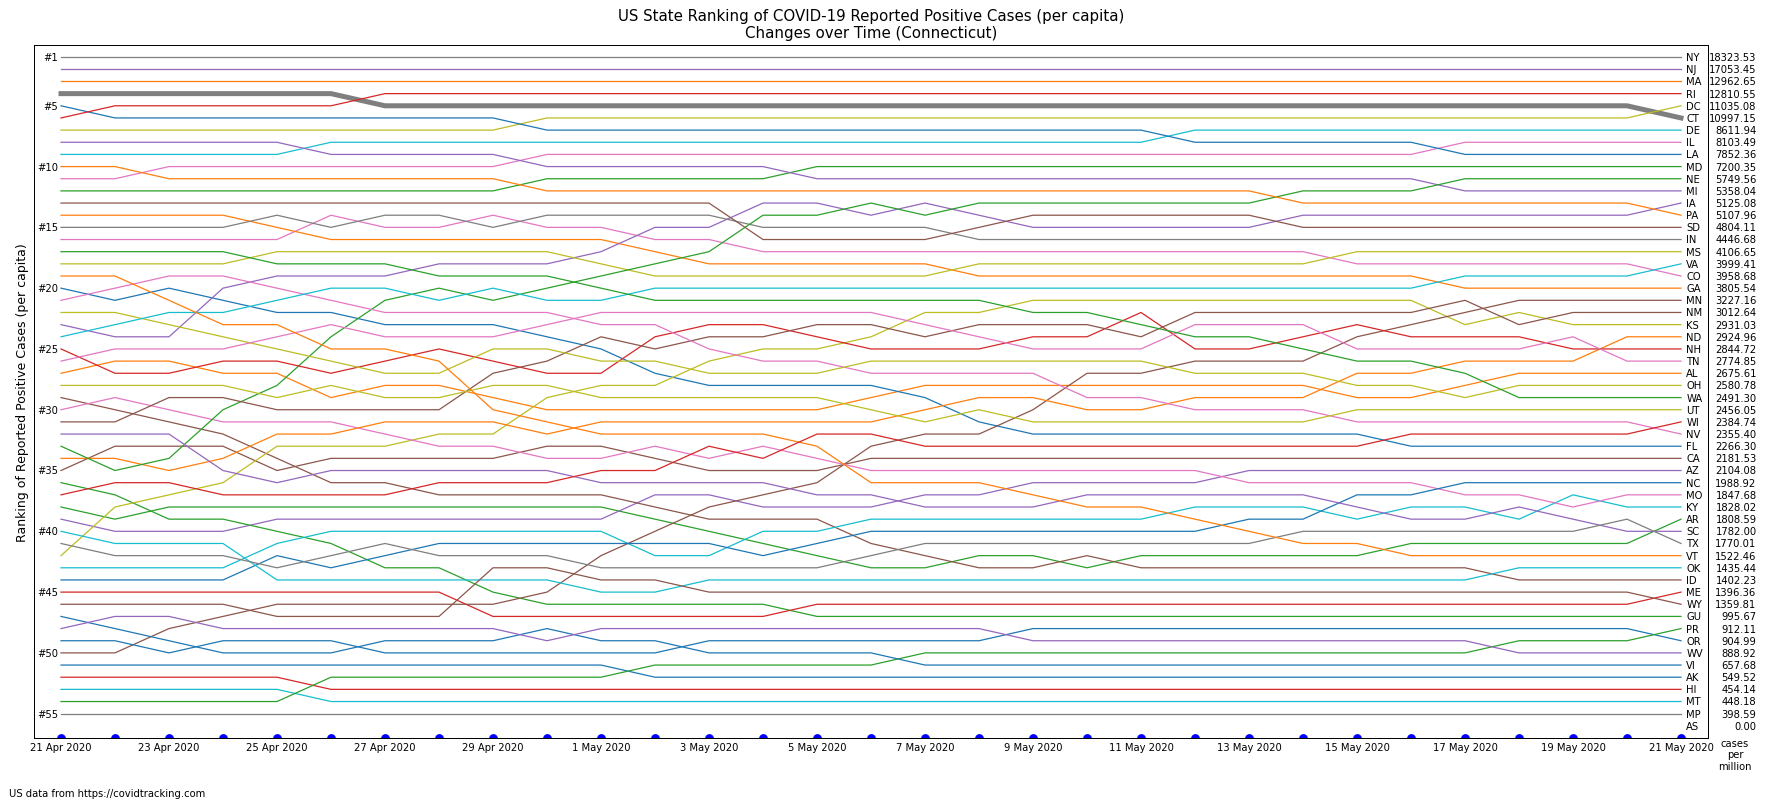 US State Ranking of COVID-19 Reported Positive Cases (per capita)
Changes over Time (Connecticut)
Ranking of Reported Positive Cases (per capita)
#1
#5
#10
#15
#20
#25
#30
#35
#40
#45
#50
#55
NY 18323.53
NJ 17053.45
MA 12962.65
RI 12810.55
DC 11035.08
CT 10997.15
DE 8611.94
IL 8103.49
LA 7852.36
MD 7200.35
NE 5749.56
MI 5358.04
IA 5125.08
PA 5107.96
SD 4804.11
IN 4446.68
MS 4106.65
VA 3999.41
CO 3958.68
GA 3805.54
MN 3227.16
NM 3012.64
KS 2931.03
ND 2924.96
NH 2844.72
TN 2774.85
AL 2675.61
OH 2580.78
WA 2491.30
UT 2456.05
WI 2384.74
NV 2355.40
FL 2266.30
CA 2181.53
AZ 2104.08
NC 1988.92
MO 1847.68
KY 1828.02
AR 1808.59
SC 1782.00
TX 1770.01
VT 1522.46
OK 1435.44
ID 1402.23
ME 1396.36
WY 1359.81
GU 995.67
PR 912.11
OR 904.99
WV 888.92
VI 657.68
AK 549.52
HI 454.14
MT 448.18
MP 398.59
AS 0.00
21 Apr 2020 23 Apr 2020 25 Apr 2020 27 Apr 2020 29 Apr 2020 1 May 2020 3 May 2020 5 May 2020 7 May 2020 9 May 2020 11 May 2020 13 May 2020 15 May 2020 17 May 2020 19 May 2020 21 May 2020
cases
per
million
US data from https://covidtracking.com